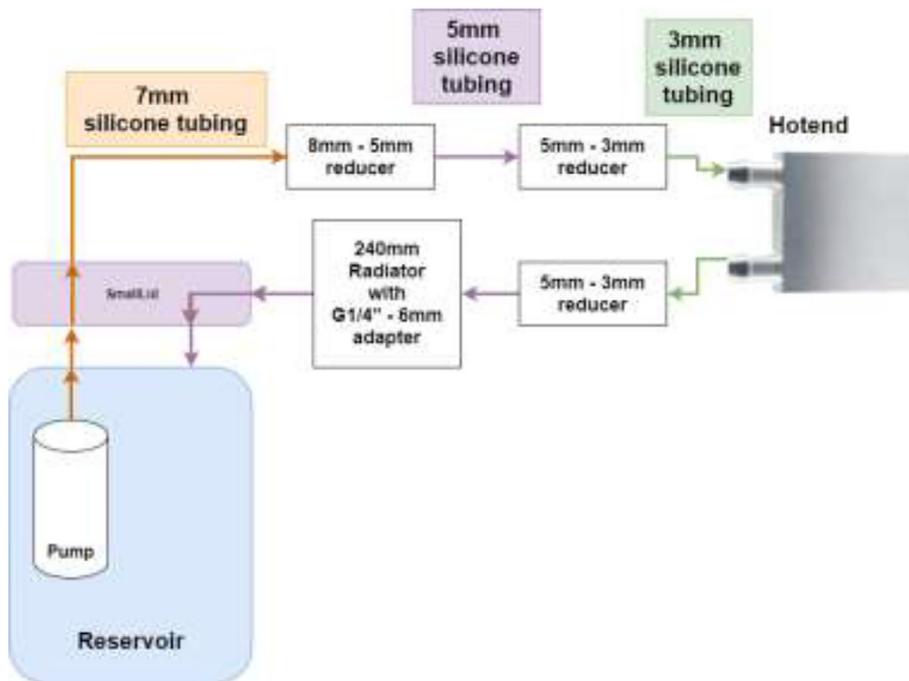 7mm
silicone tubing
5mm
silicone
tubing
3mm
silicone
tubing
Hotend
8mm - 5mm
reducer
5mm - 3mm
reducer
240mm
Radiator
with
G1/4" - 6mm
adapter
5mm - 3mm
reducer
SmallLid
Pump
Reservoir